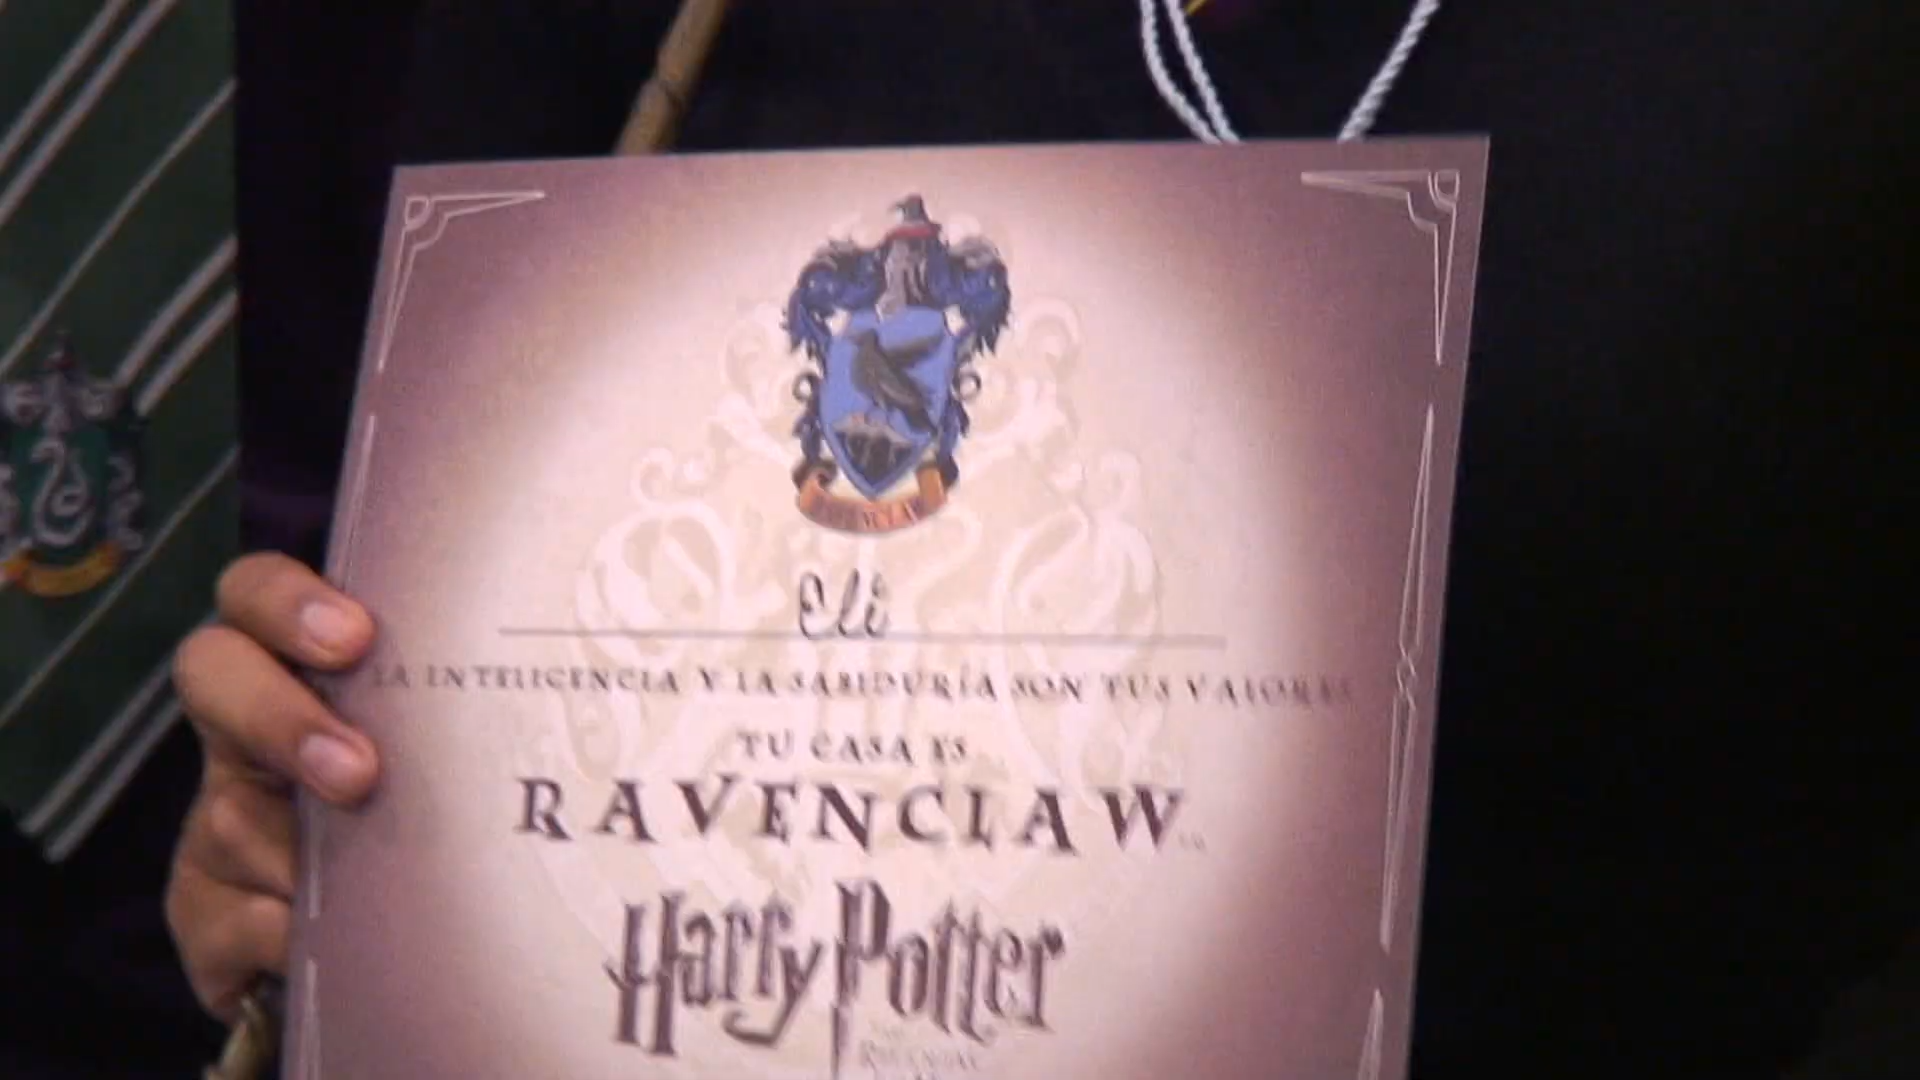 Eli
LA INTELIGENCIA Y LA SABIDURÍA SON TUS VALORES
TU CASA ES
RAVENCLAW
Harry Potter